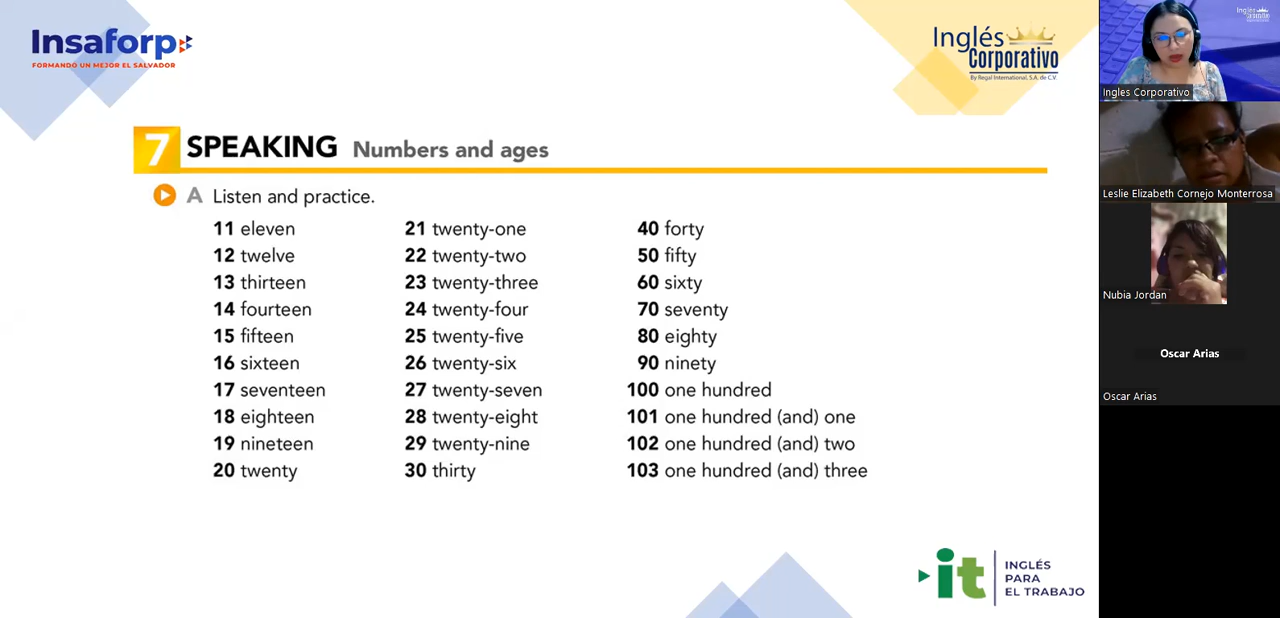 Insaforp
FORMANDO UN MEJOR EL SALVADOR
Inglés
Corporativo
By Regal International, S.A. de C.V.
7 SPEAKING Numbers and ages
A Listen and practice.
11 eleven
12 twelve
13 thirteen
14 fourteen
15 fifteen
16 sixteen
17 seventeen
18 eighteen
19 nineteen
20 twenty
21 twenty-one
22 twenty-two
23 twenty-three
24 twenty-four
25 twenty-five
26 twenty-six
27 twenty-seven
28 twenty-eight
29 twenty-nine
30 thirty
40 forty
50 fifty
60 sixty
70 seventy
80 eighty
90 ninety
100 one hundred
101 one hundred (and) one
102 one hundred (and) two
103 one hundred (and) three
it
INGLÉS
PARA
EL TRABAJO
Inglés
Corporativo
Ingles Corporativo
Leslie Elizabeth Cornejo Monterrosa
Nubia Jordan
Oscar Arias
Oscar Arias